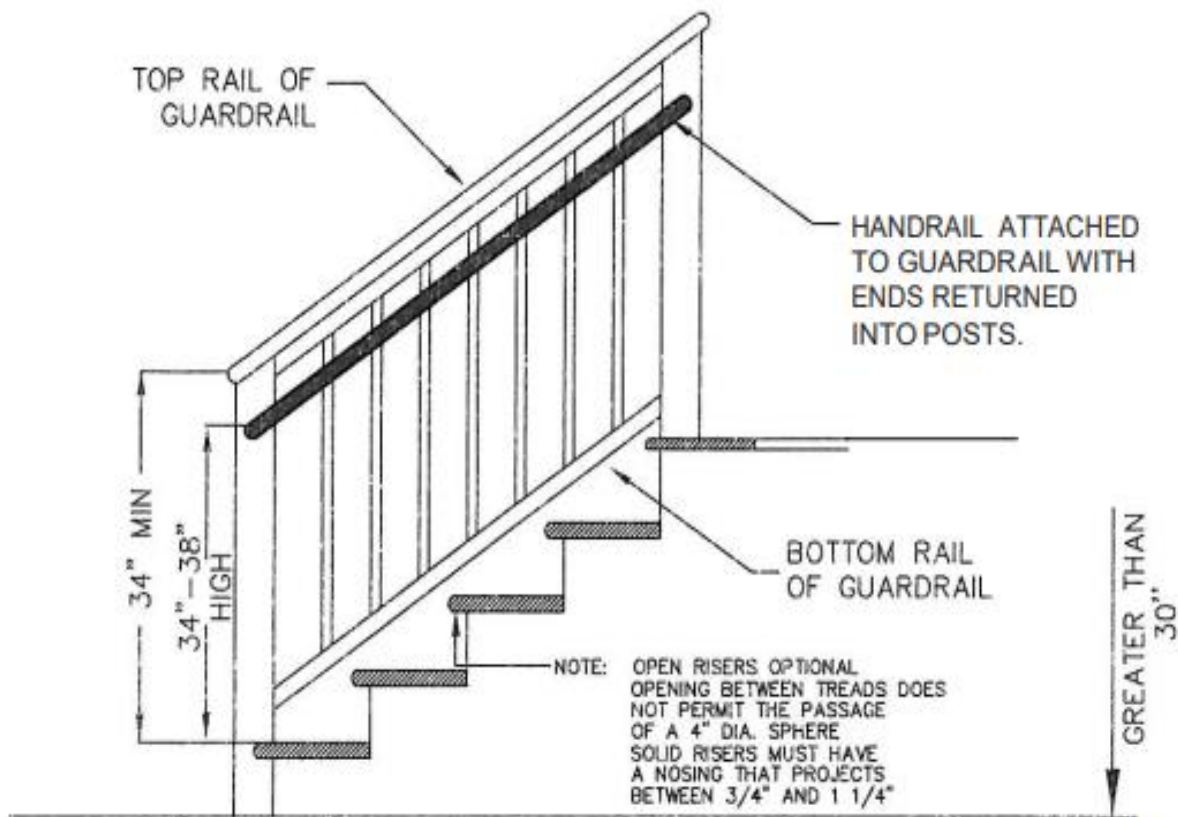 TOP RAIL OF
GUARDRAIL
HANDRAIL ATTACHED
TO GUARDRAIL WITH
ENDS RETURNED
INTO POSTS.
34" MIN
34"-38"
HIGH
BOTTOM RAIL
OF GUARDRAIL
GREATER THAN
30"
NOTE: OPEN RISERS OPTIONAL
OPENING BETWEEN TREADS DOES
NOT PERMIT THE PASSAGE
OF A 4" DIA. SPHERE
SOLID RISERS MUST HAVE
A NOSING THAT PROJECTS
BETWEEN 3/4" AND 1 1/4"